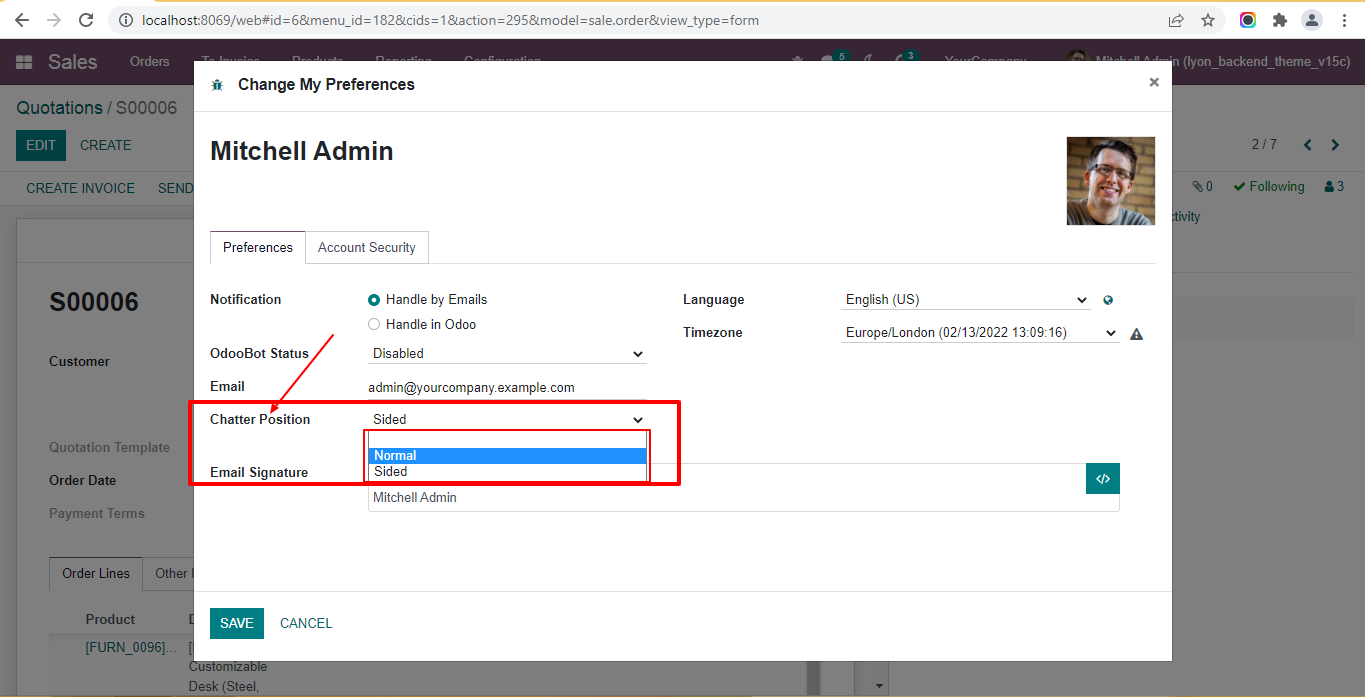 localhost:8069/web#id=6&menu_id=182&cids=1&action=295&model=sale.order&view_type=form
Sales Orders To Invoice Products Reporting Configuration 5 3 YourCompany Mitchell Admin (lyon_backend_theme_v15c)
Change My Preferences ×
Quotations / S00006
EDIT CREATE 2 / 7
CREATE INVOICE SEND 0 Following 3
Mitchell Admin
Preferences Account Security
S00006
Notification Handle by Emails Language English (US)
Handle in Odoo Timezone Europe/London (02/13/2022 13:09:16)
OdooBot Status Disabled
Customer
Email admin@yourcompany.example.com
Chatter Position Sided
Quotation Template Normal
Email Signature Sided
Order Date
Mitchell Admin </>
Payment Terms
Order Lines Other
Product
SAVE CANCEL
[FURN_0096]...
Customizable
Desk (Steel,